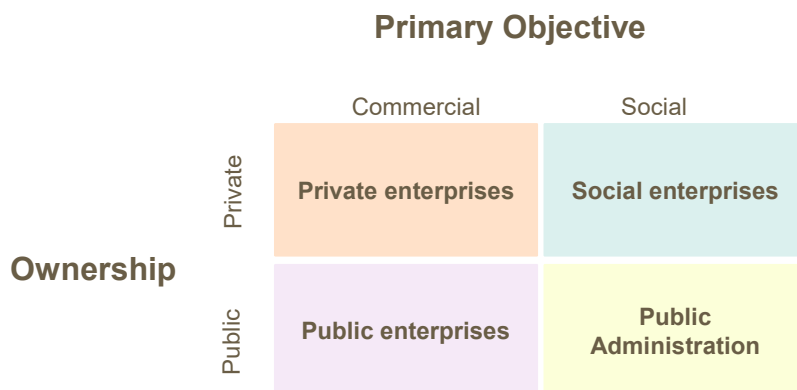 Primary Objective
Commercial
Social
Private
Private enterprises
Social enterprises
Ownership
Public
Public enterprises
Public
Administration